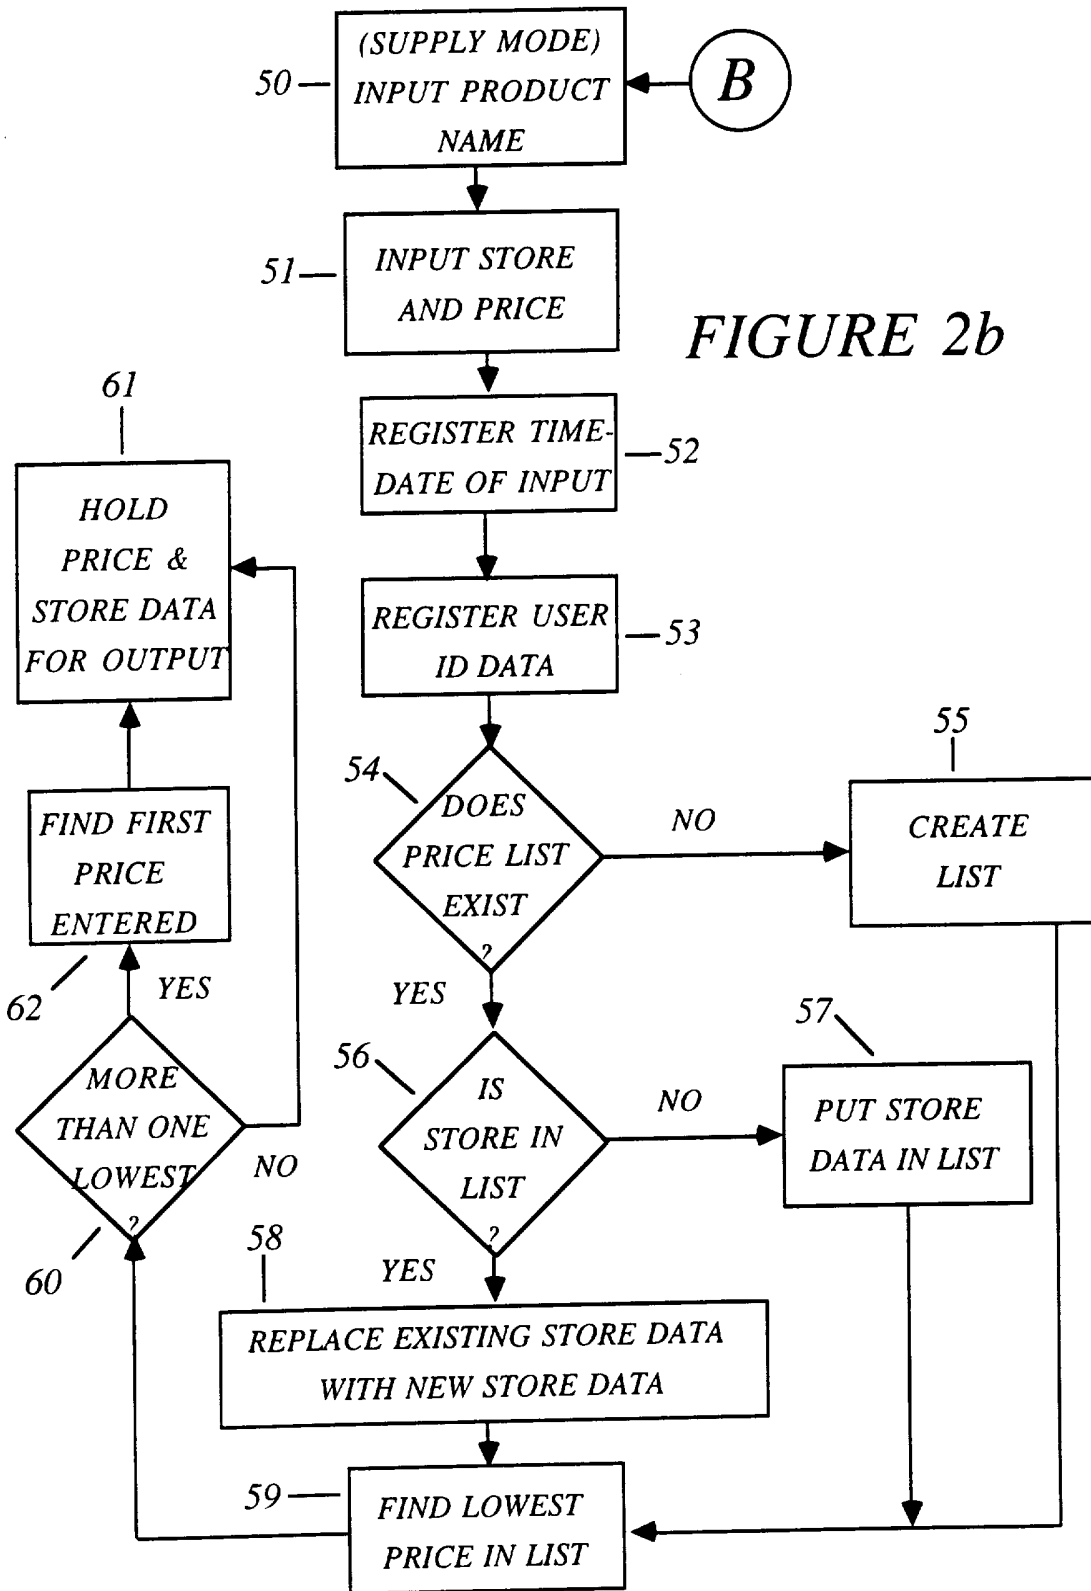 (SUPPLY MODE)
INPUT PRODUCT
NAME
50
B
INPUT STORE
AND PRICE
51
FIGURE 2b
REGISTER TIME-
DATE OF INPUT
52
REGISTER USER
ID DATA
53
54
DOES
PRICE LIST
EXIST
?
NO
55
CREATE
LIST
YES
56
IS
STORE IN
LIST
?
NO
57
PUT STORE
DATA IN LIST
YES
58
REPLACE EXISTING STORE DATA
WITH NEW STORE DATA
59
FIND LOWEST
PRICE IN LIST
60
MORE
THAN ONE
LOWEST
?
NO
YES
62
FIND FIRST
PRICE
ENTERED
61
HOLD
PRICE &
STORE DATA
FOR OUTPUT